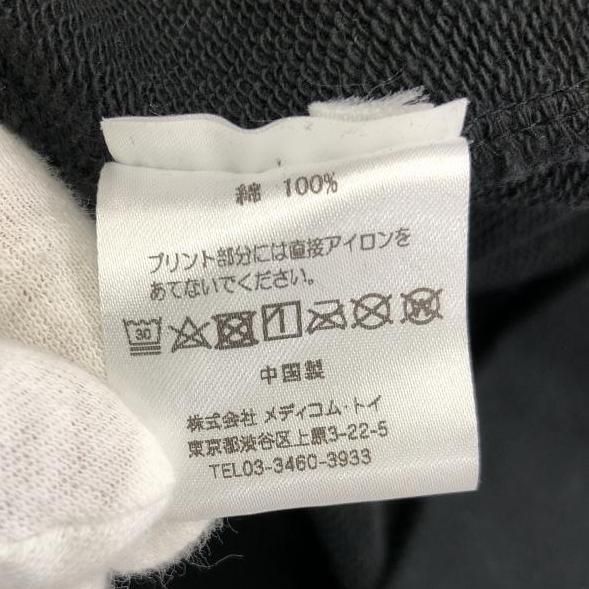 綿 100%
プリント部分には直接アイロンを
あてないでください。
30
中国製
株式会社 メディコム・トイ
東京都渋谷区上原3-22-5
TEL03-3460-3933